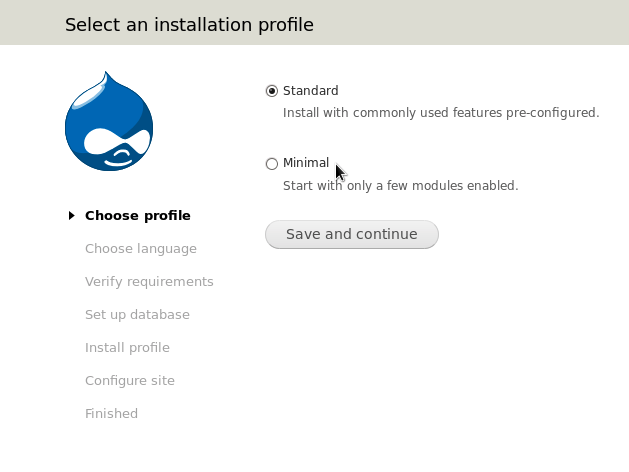 Select an installation profile
Standard
Install with commonly used features pre-configured.
Minimal
Start with only a few modules enabled.
Save and continue
Choose profile
Choose language
Verify requirements
Set up database
Install profile
Configure site
Finished